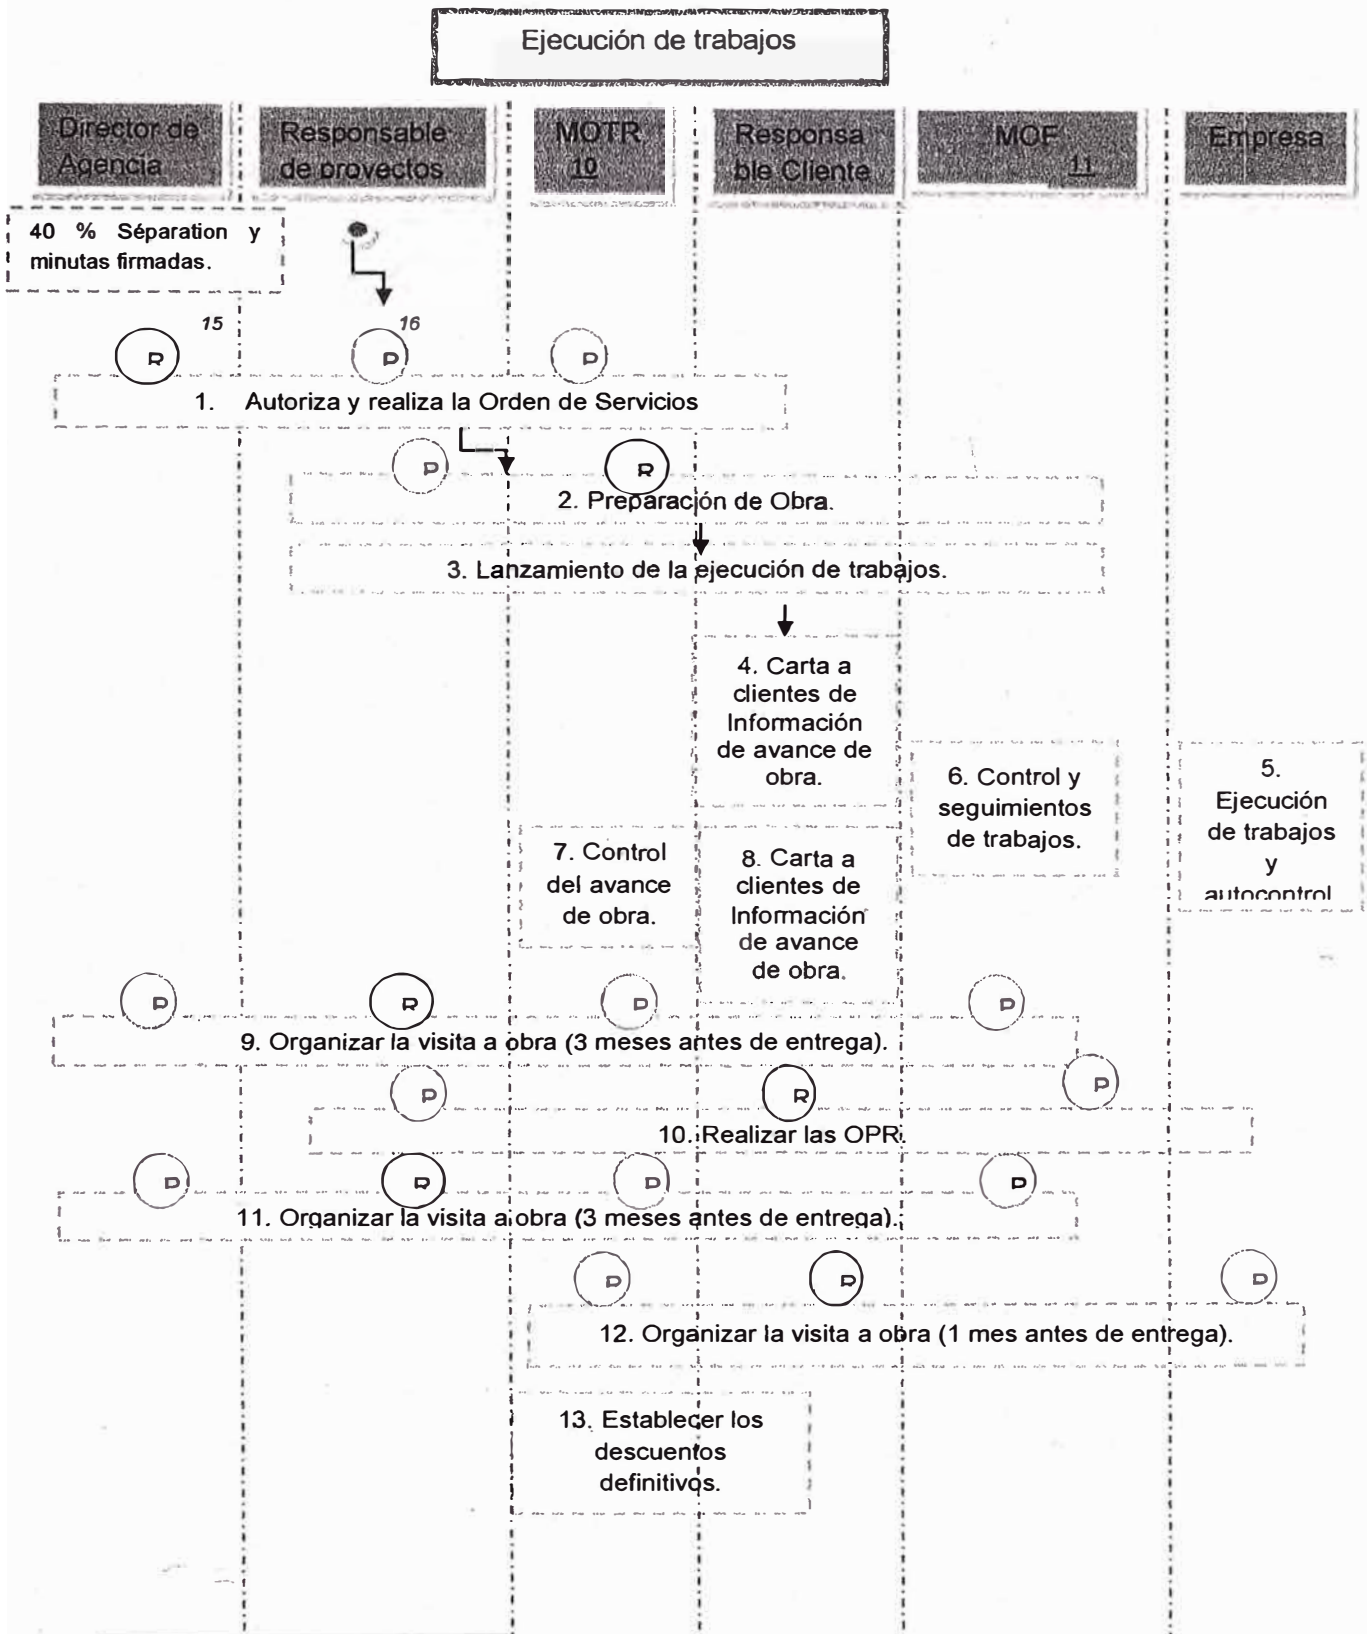 Ejecución de trabajos
Director de
Agencia
Responsable
de proyectos
MOTR
10
Responsa
ble Cliente
MOE
11
Empresa
40 % Séparation y
minutas firmadas.
15
16
R
P
P
1. Autoriza y realiza la Orden de Servicios
P
R
2. Preparación de Obra.
3. Lanzamiento de la ejecución de trabajos.
4. Carta a
clientes de
Información
de avance de
obra.
6. Control y
seguimientos
de trabajos.
5.
Ejecución
de trabajos
y
autocontrol
7. Control
del avance
de obra.
8. Carta a
clientes de
Información
de avance
de obra.
P
R
P
P
9. Organizar la visita a obra (3 meses antes de entrega).
P
R
P
10. Realizar las OPR.
P
R
P
P
11. Organizar la visita a obra (3 meses antes de entrega).
P
R
P
12. Organizar la visita a obra (1 mes antes de entrega).
13. Establecer los
descuentos
definitivos.